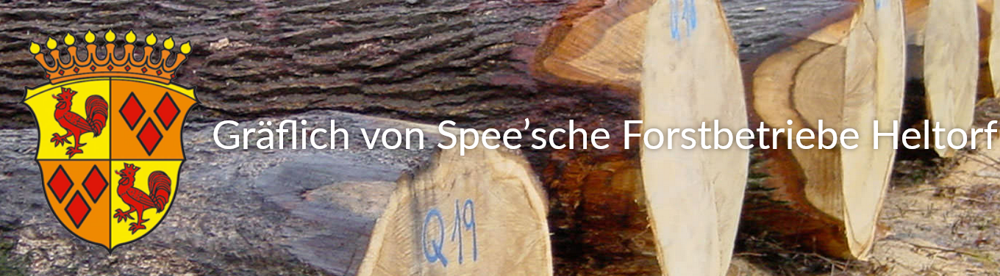 Gräflich von Spee’sche Forstbetriebe Heltorf
Q 19